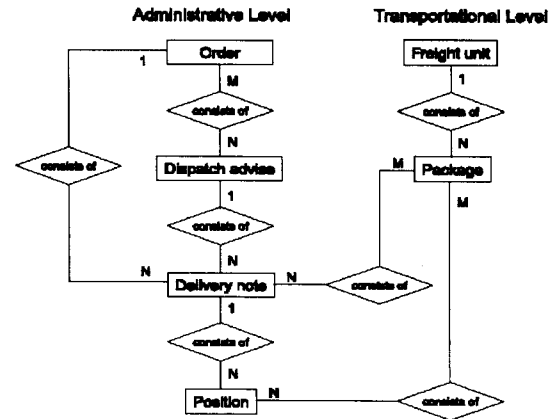 Administrative Level
Transportational Level
Order
Freight unit
1
M
1
consists of
consists of
N
N
consists of
Dispatch advise
M
Package
1
M
consists of
N
N
N
Delivery note
consists of
1
consists of
N
Position
N
consists of